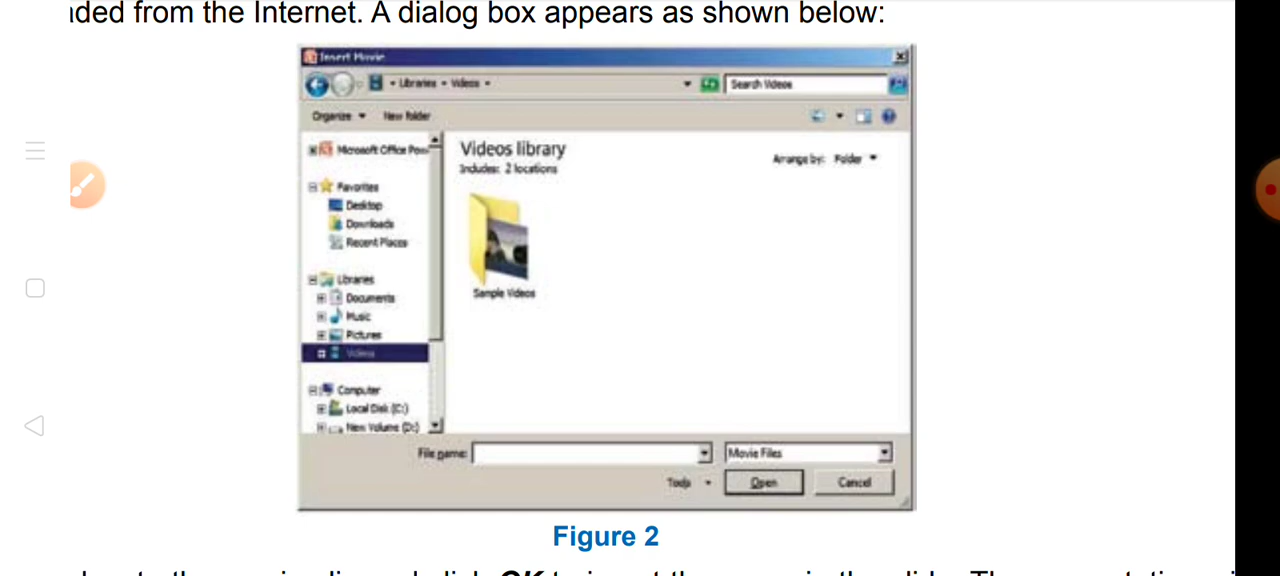 ded from the Internet. A dialog box appears as shown below:
Insert Movie
Libraries
Videos
Search Videos
Organize
New folder
Microsoft Office Pow
Videos library
Includes: 2 locations
Arrange by: Folder
Favorites
Desktop
Downloads
Recent Places
Libraries
Documents
Music
Pictures
Videos
Sample Videos
Computer
Local Disk (C:)
New Volume (D:)
File name:
Movie Files
Tools
Open
Cancel
Figure 2